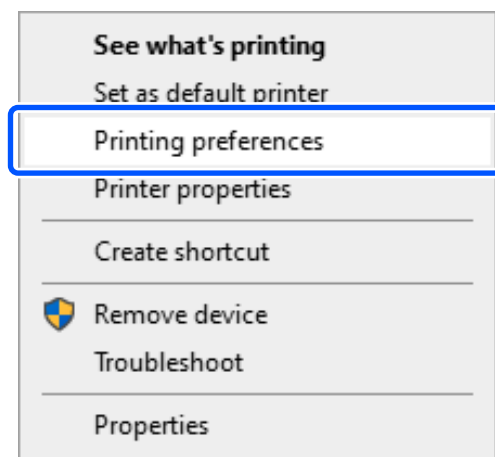 See what's printing
Set as default printer
Printing preferences
Printer properties
Create shortcut
Remove device
Troubleshoot
Properties